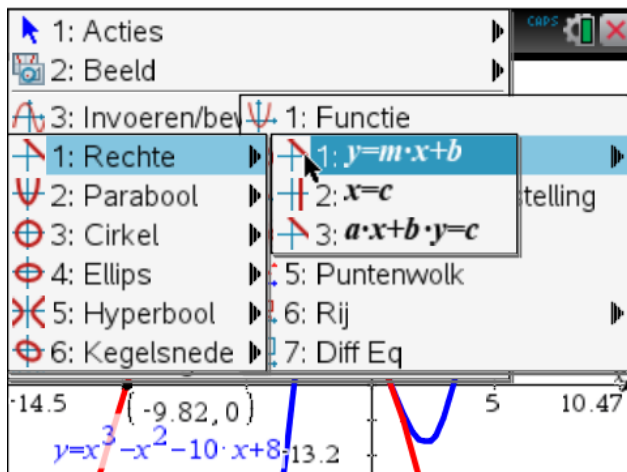 CAPS
1: Acties
2: Beeld
3: Invoeren/bew
1: Functie
1: Rechte
1: y=m·x+b
2: Parabool
2: x=c
telling
3: Cirkel
3: a·x+b·y=c
4: Ellips
5: Puntenwolk
5: Hyperbool
6: Rij
6: Kegelsnede
7: Diff Eq
-14.5
(-9.82,0)
5
10.47
x
y=x³-x²-10·x+8
-13.2